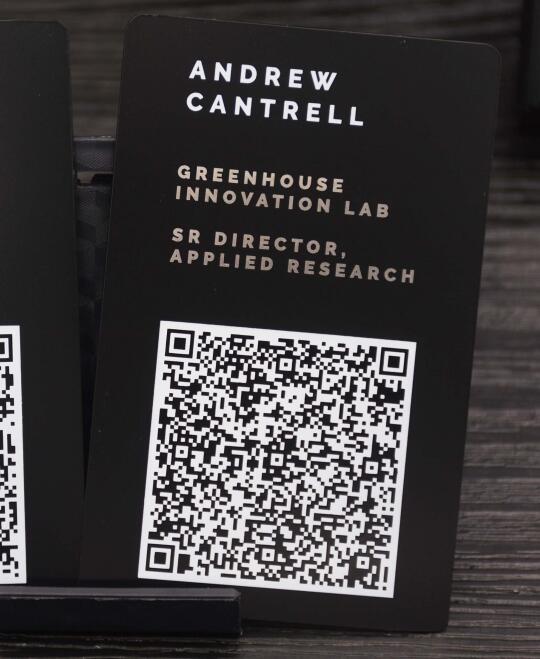 ANDREW
CANTRELL
GREENHOUSE
INNOVATION LAB
SR DIRECTOR,
APPLIED RESEARCH